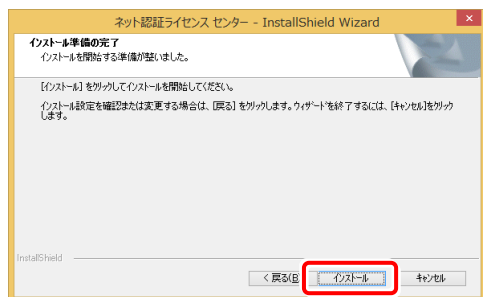 ネット認証ライセンス センター - InstallShield Wizard
インストール準備の完了
インストールを開始する準備が整いました。
[インストール] をクリックしてインストールを開始してください。
インストール設定を確認または変更する場合は、[戻る] をクリックします。ウィザードを終了するには、[キャンセル]をクリック
します。
InstallShield
< 戻る(B
インストール
キャンセル